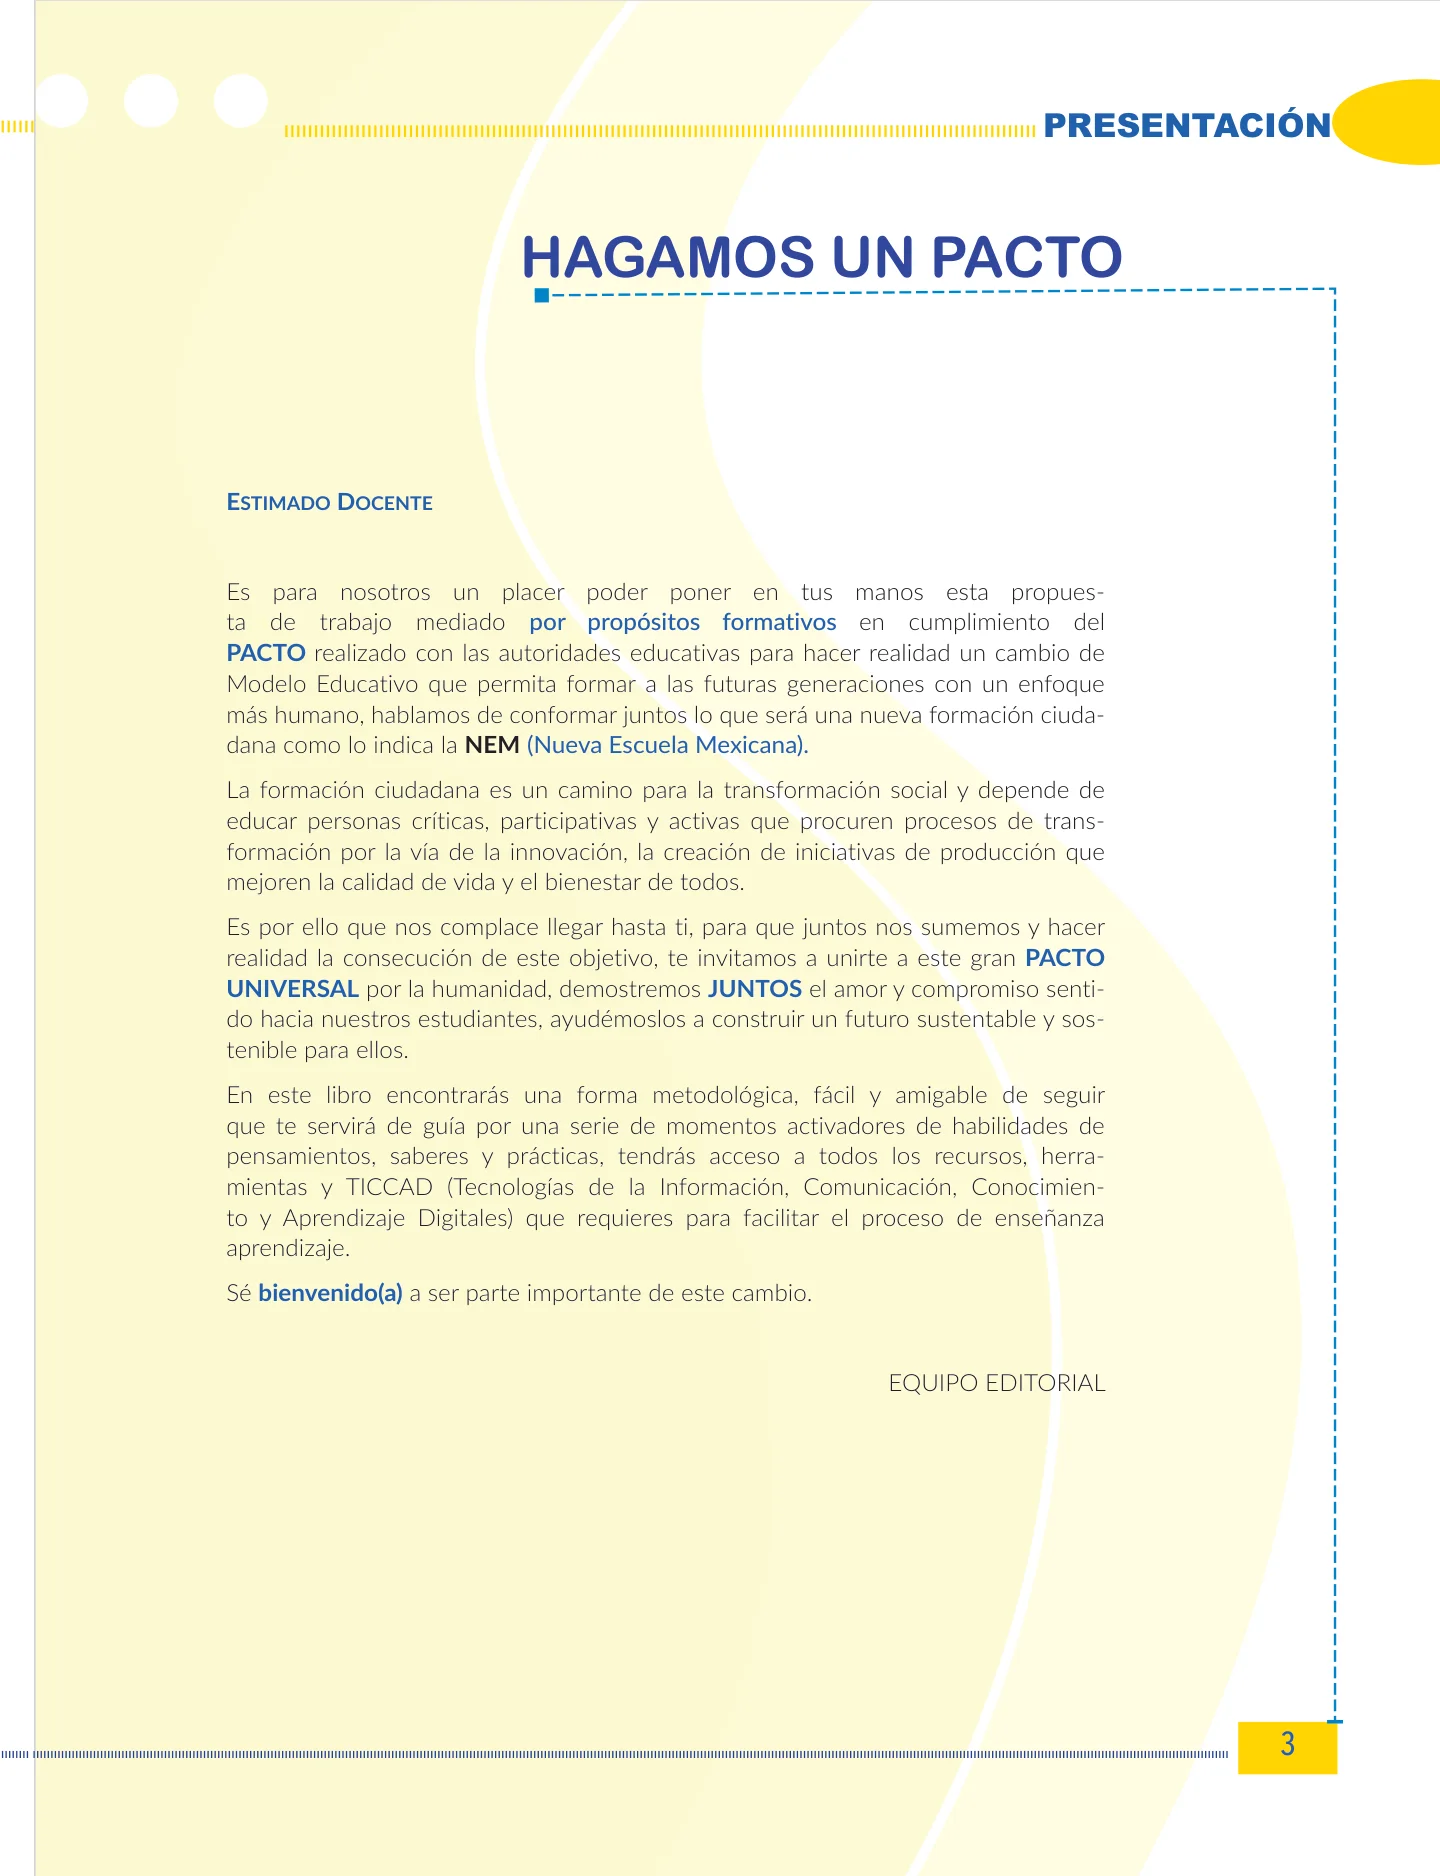 PRESENTACIÓN
HAGAMOS UN PACTO
ESTIMADO DOCENTE
Es para nosotros un placer poder poner en tus manos esta propues-
ta de trabajo mediado por propósitos formativos en cumplimiento del
PACTO realizado con las autoridades educativas para hacer realidad un cambio de
Modelo Educativo que permita formar a las futuras generaciones con un enfoque
más humano, hablamos de conformar juntos lo que será una nueva formación ciuda-
dana como lo indica la NEM (Nueva Escuela Mexicana).
La formación ciudadana es un camino para la transformación social y depende de
educar personas críticas, participativas y activas que procuren procesos de trans-
formación por la vía de la innovación, la creación de iniciativas de producción que
mejoren la calidad de vida y el bienestar de todos.
Es por ello que nos complace llegar hasta ti, para que juntos nos sumemos y hacer
realidad la consecución de este objetivo, te invitamos a unirte a este gran PACTO
UNIVERSAL por la humanidad, demostremos JUNTOS el amor y compromiso senti-
do hacia nuestros estudiantes, ayudémoslos a construir un futuro sustentable y sos-
tenible para ellos.
En este libro encontrarás una forma metodológica, fácil y amigable de seguir
que te servirá de guía por una serie de momentos activadores de habilidades de
pensamientos, saberes y prácticas, tendrás acceso a todos los recursos, herra-
mientas y TICCAD (Tecnologías de la Información, Comunicación, Conocimien-
to y Aprendizaje Digitales) que requieres para facilitar el proceso de enseñanza
aprendizaje.
Sé bienvenido(a) a ser parte importante de este cambio.
EQUIPO EDITORIAL
3